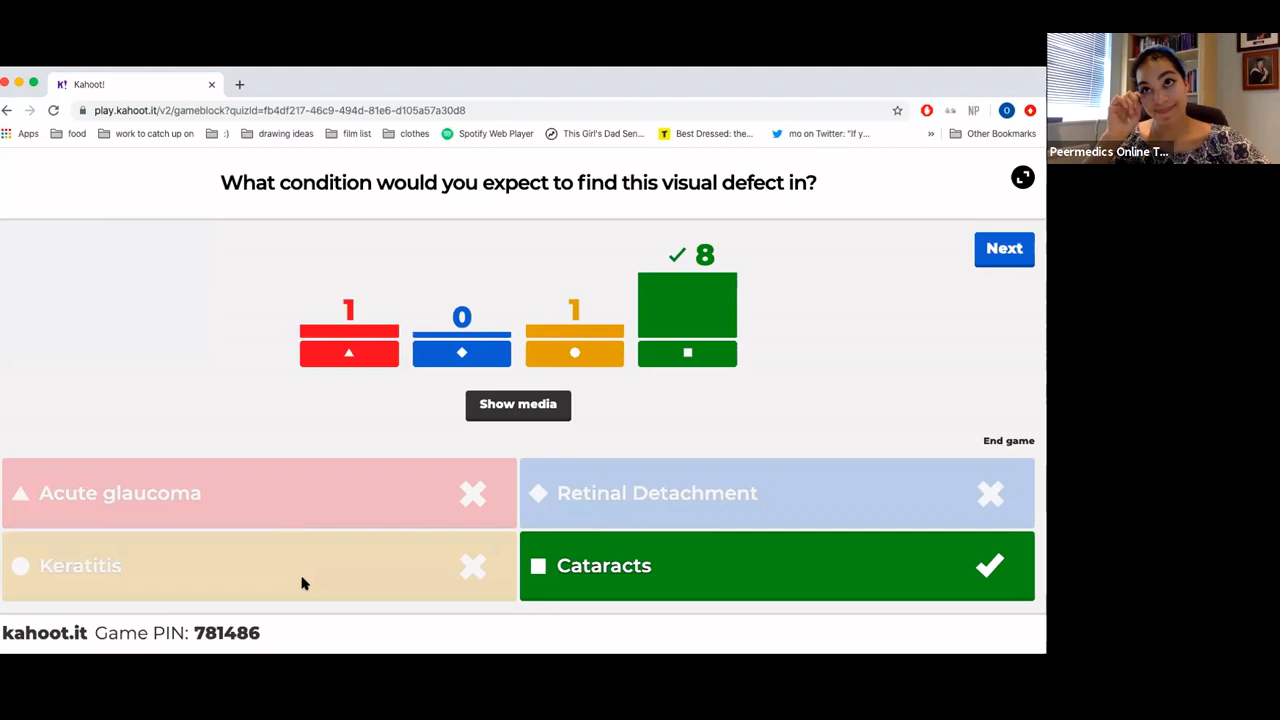 Kahoot!
play.kahoot.it/v2/gameblock?quizId=fb4df217-46c9-494d-81e6-d105a57a30d8
NP
O
Apps food work to catch up on :) drawing ideas film list clothes Spotify Web Player This Girl's Dad Sen... Best Dressed: the... mo on Twitter: "If y... » Other Bookmarks
Peermedics Online T...
What condition would you expect to find this visual defect in?
Next
1
0
1
8
Show media
End game
Acute glaucoma
Retinal Detachment
Keratitis
Cataracts
kahoot.it Game PIN: 781486